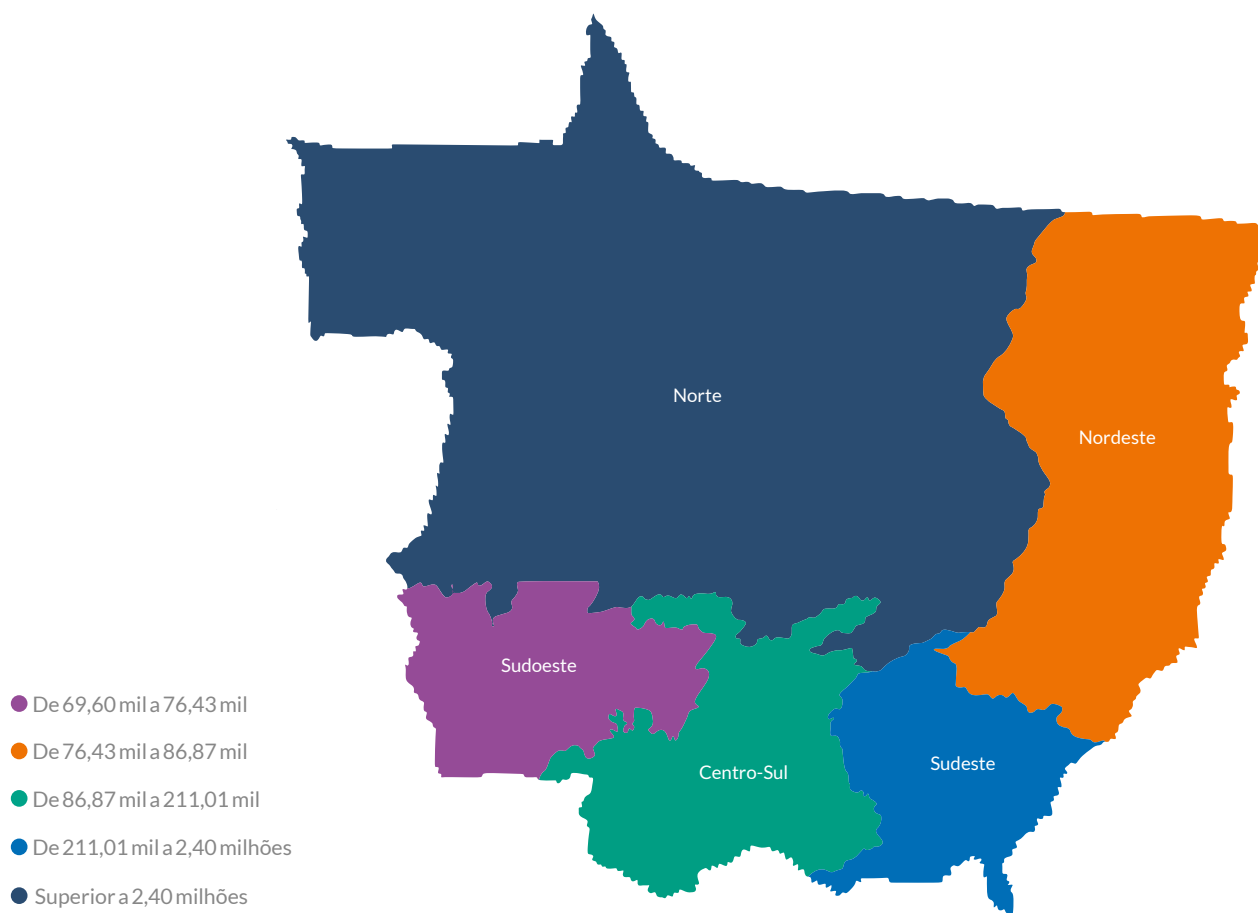 Norte
Nordeste
Sudoeste
Centro-Sul
Sudeste
De 69,60 mil a 76,43 mil
De 76,43 mil a 86,87 mil
De 86,87 mil a 211,01 mil
De 211,01 mil a 2,40 milhões
Superior a 2,40 milhões